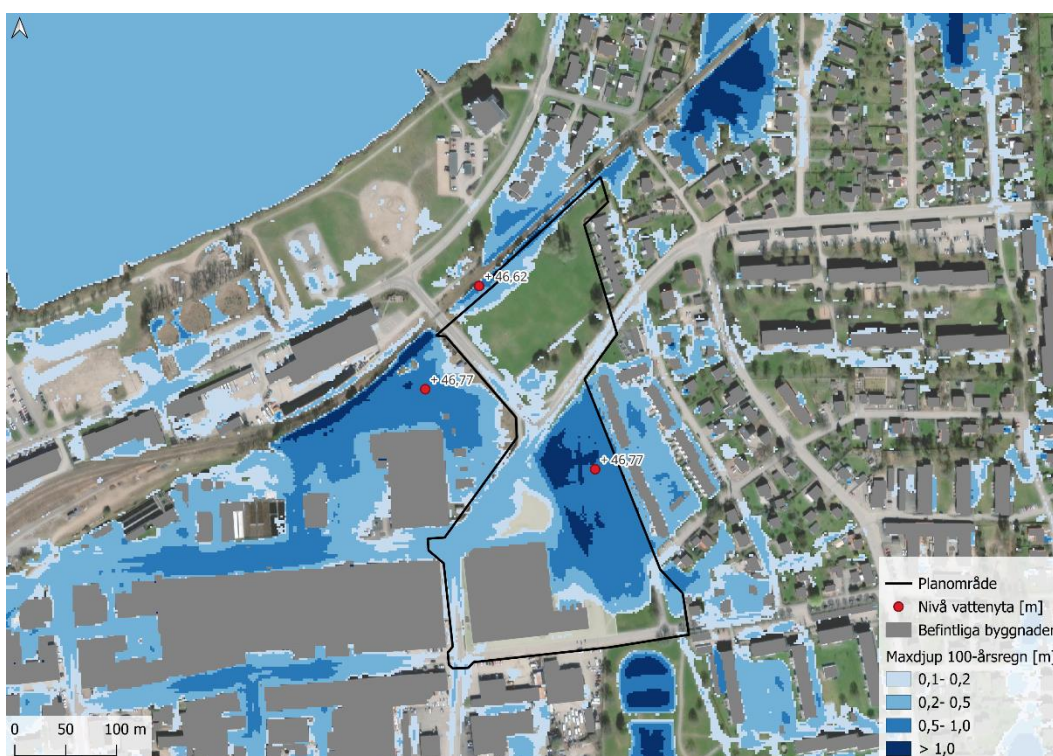 + 46,62
+ 46,77
+ 46,77
Planområde
Nivå vattenyta [m]
Befintliga byggnader
Maxdjup 100-årsregn [m]
0,1- 0,2
0,2- 0,5
0,5- 1,0
> 1,0
0 50 100 m